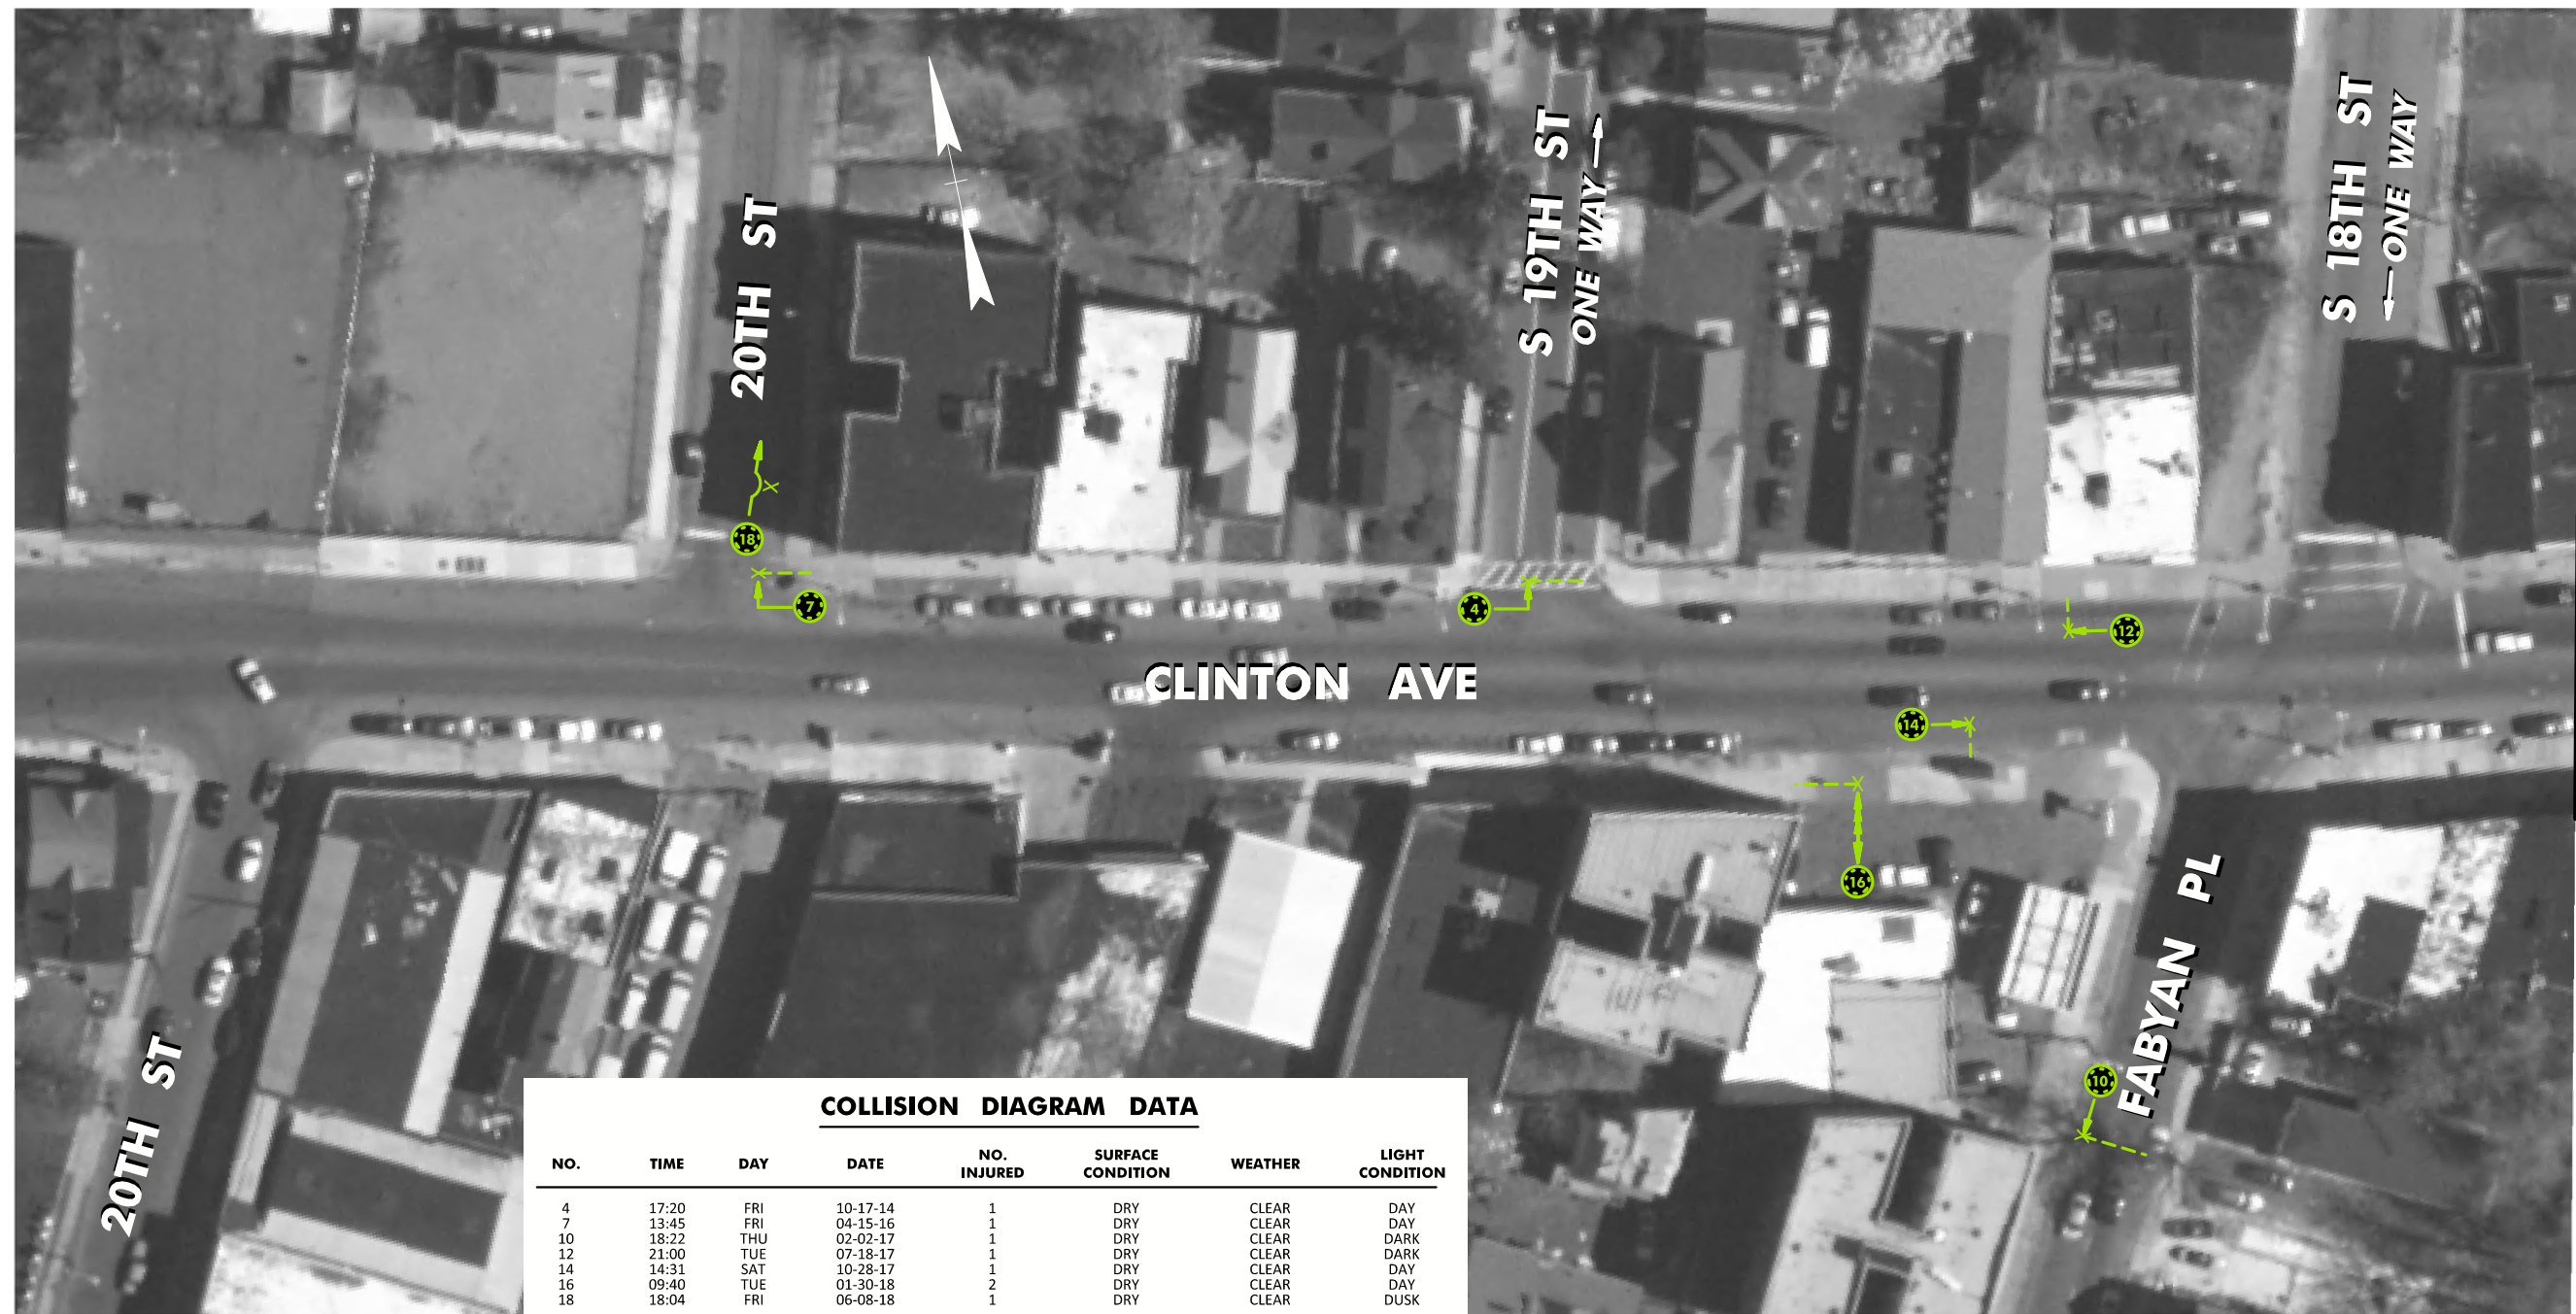 20TH ST
S 19TH ST
ONE WAY
S 18TH ST
ONE WAY
18
7
4
12
CLINTON AVE
14
16
10
FABYAN PL
20TH ST
COLLISION DIAGRAM DATA
NO. TIME DAY DATE NO. INJURED SURFACE CONDITION WEATHER LIGHT CONDITION
4 17:20 FRI 10-17-14 1 DRY CLEAR DAY
7 13:45 FRI 04-15-16 1 DRY CLEAR DAY
10 18:22 THU 02-02-17 1 DRY CLEAR DARK
12 21:00 TUE 07-18-17 1 DRY CLEAR DARK
14 14:31 SAT 10-28-17 1 DRY CLEAR DAY
16 09:40 TUE 01-30-18 2 DRY CLEAR DAY
18 18:04 FRI 06-08-18 1 DRY CLEAR DUSK